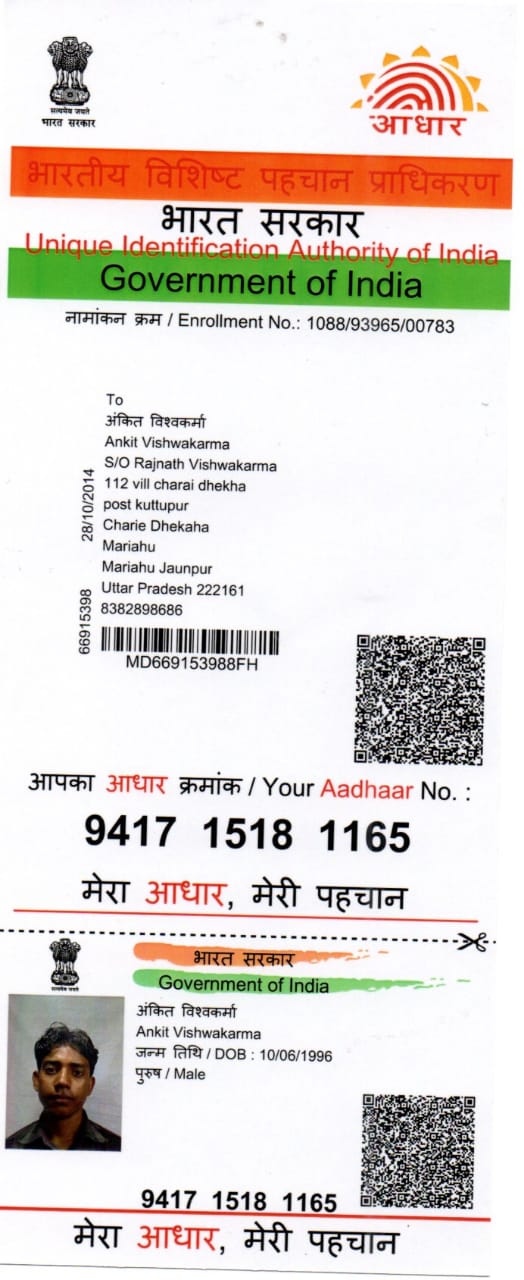 सत्यमेव जयते
भारत सरकार
आधार
भारतीय विशिष्ट पहचान प्राधिकरण
भारत सरकार
Unique Identification Authority of India
Government of India
नामांकन क्रम / Enrollment No.: 1088/93965/00783
To
अंकित विश्वकर्मा
Ankit Vishwakarma
S/O Rajnath Vishwakarma
112 vill charai dhekha
post kuttupur
Charie Dhekaha
Mariahu
Mariahu Jaunpur
Uttar Pradesh 222161
8382898686
28/10/2014
66915398
MD669153988FH
आपका आधार क्रमांक / Your Aadhaar No. :
9417 1518 1165
मेरा आधार, मेरी पहचान
सत्यमेव जयते
भारत सरकार
Government of India
अंकित विश्वकर्मा
Ankit Vishwakarma
जन्म तिथि / DOB : 10/06/1996
पुरुष / Male
9417 1518 1165
मेरा आधार, मेरी पहचान